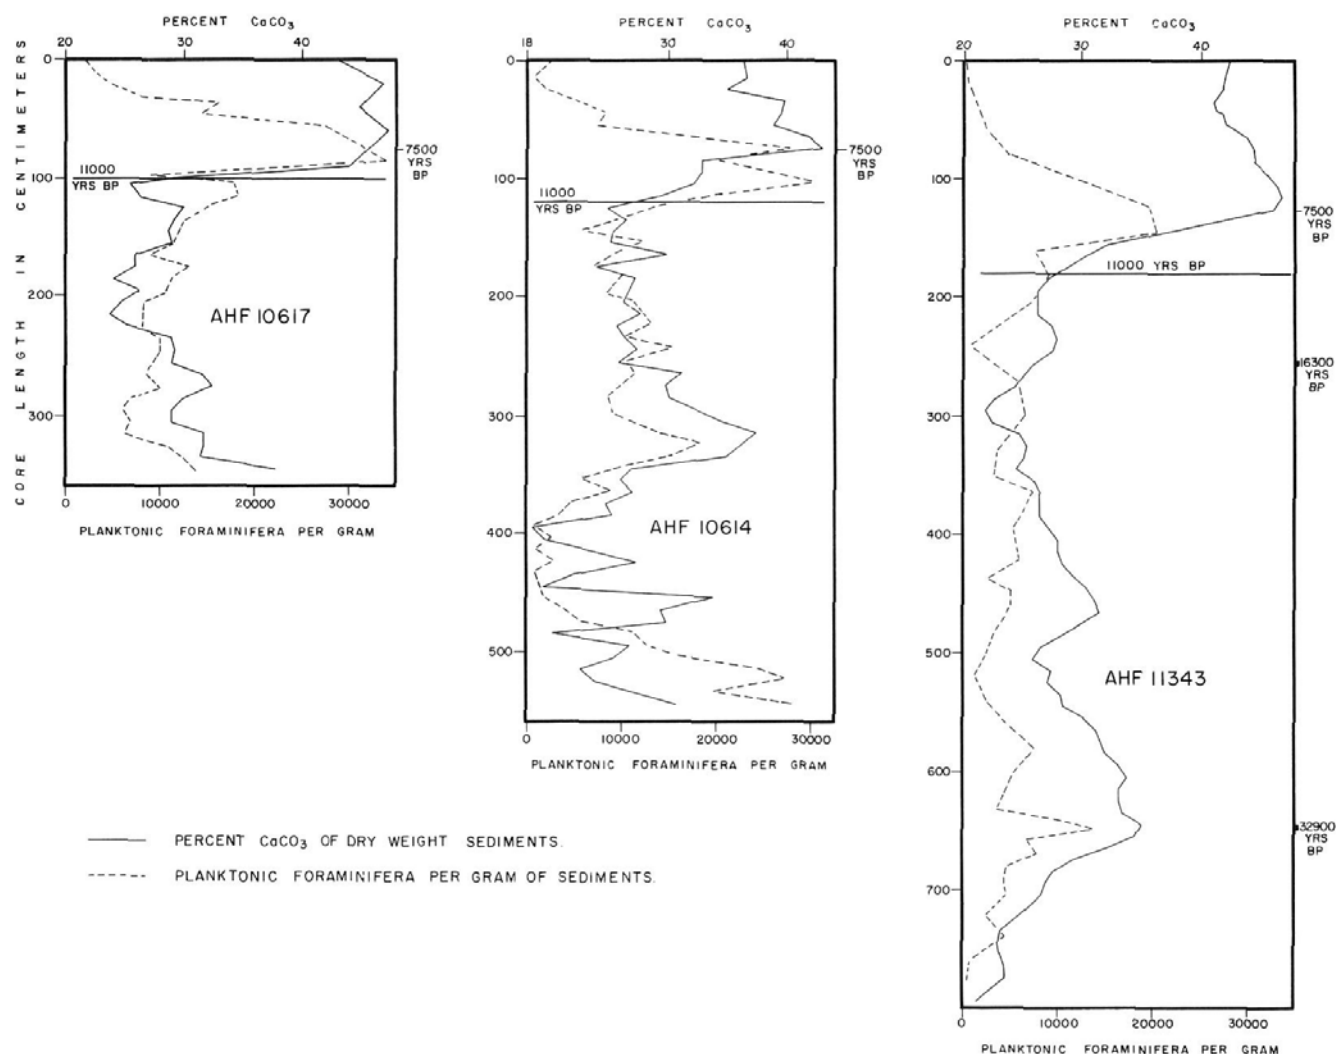 PERCENT CaCO3
20 30 40
CORE LENGTH IN CENTIMETERS
0
100
200
300
11000
YRS BP
7500
YRS
BP
AHF 10617
0 10000 20000 30000
PLANKTONIC FORAMINIFERA PER GRAM
PERCENT CaCO3
18 30 40
0
100
200
300
400
500
11000
YRS BP
7500
YRS
BP
AHF 10614
0 10000 20000 30000
PLANKTONIC FORAMINIFERA PER GRAM
PERCENT CaCO3
20 30 40
0
100
200
300
400
500
600
700
7500
YRS
BP
11000 YRS BP
16300
YRS
BP
AHF 11343
32900
YRS
BP
0 10000 20000 30000
PLANKTONIC FORAMINIFERA PER GRAM
PERCENT CaCO3 OF DRY WEIGHT SEDIMENTS.
PLANKTONIC FORAMINIFERA PER GRAM OF SEDIMENTS.